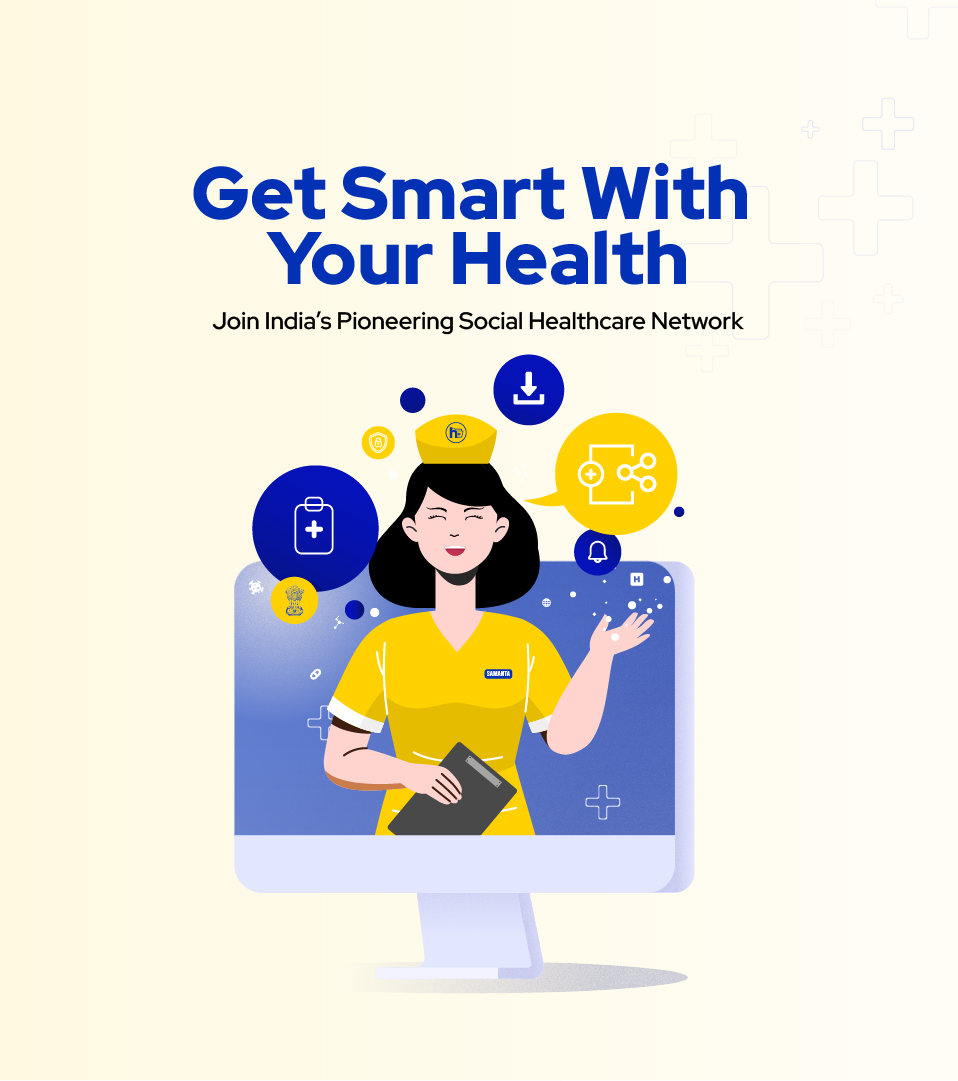 Get Smart With
Your Health
Join India's Pioneering Social Healthcare Network
H
SAMANTA